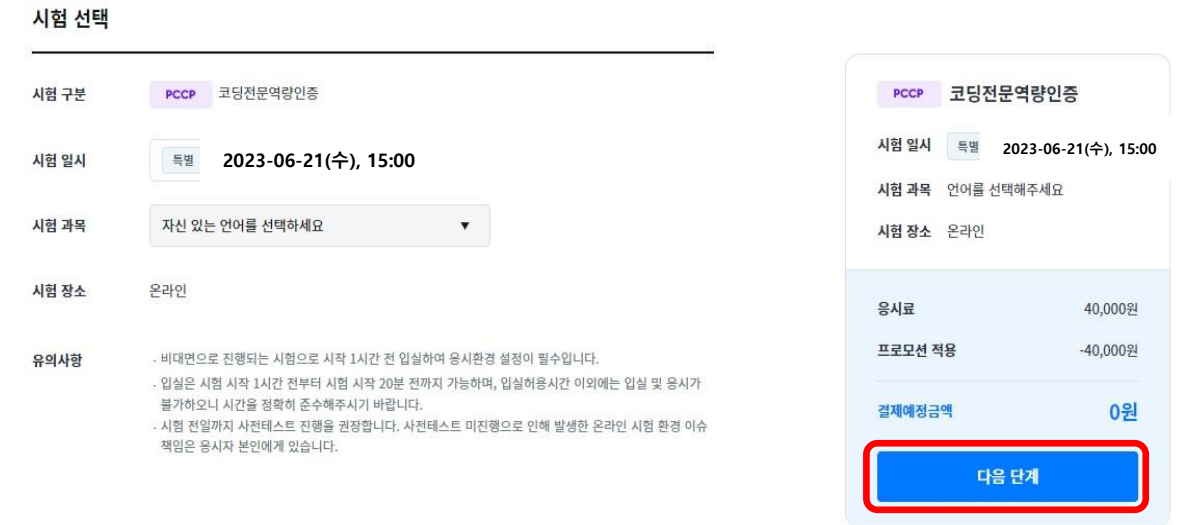 시험 선택
시험 구분 PCCP 코딩전문역량인증
시험 일시 특별 2023-06-21(수), 15:00
시험 과목 자신 있는 언어를 선택하세요 ▼
시험 장소 온라인
유의사항 - 비대면으로 진행되는 시험으로 시작 1시간 전 입실하여 응시환경 설정이 필수입니다.
- 입실은 시험 시작 1시간 전부터 시험 시작 20분 전까지 가능하며, 입실허용시간 이외에는 입실 및 응시가
불가하오니 시간을 정확히 준수해주시기 바랍니다.
- 시험 전일까지 사전테스트 진행을 권장합니다. 사전테스트 미진행으로 인해 발생한 온라인 시험 환경 이슈
책임은 응시자 본인에게 있습니다.
PCCP 코딩전문역량인증
시험 일시 특별 2023-06-21(수), 15:00
시험 과목 언어를 선택해주세요
시험 장소 온라인
응시료 40,000원
프로모션 적용 -40,000원
결제예정금액 0원
다음 단계